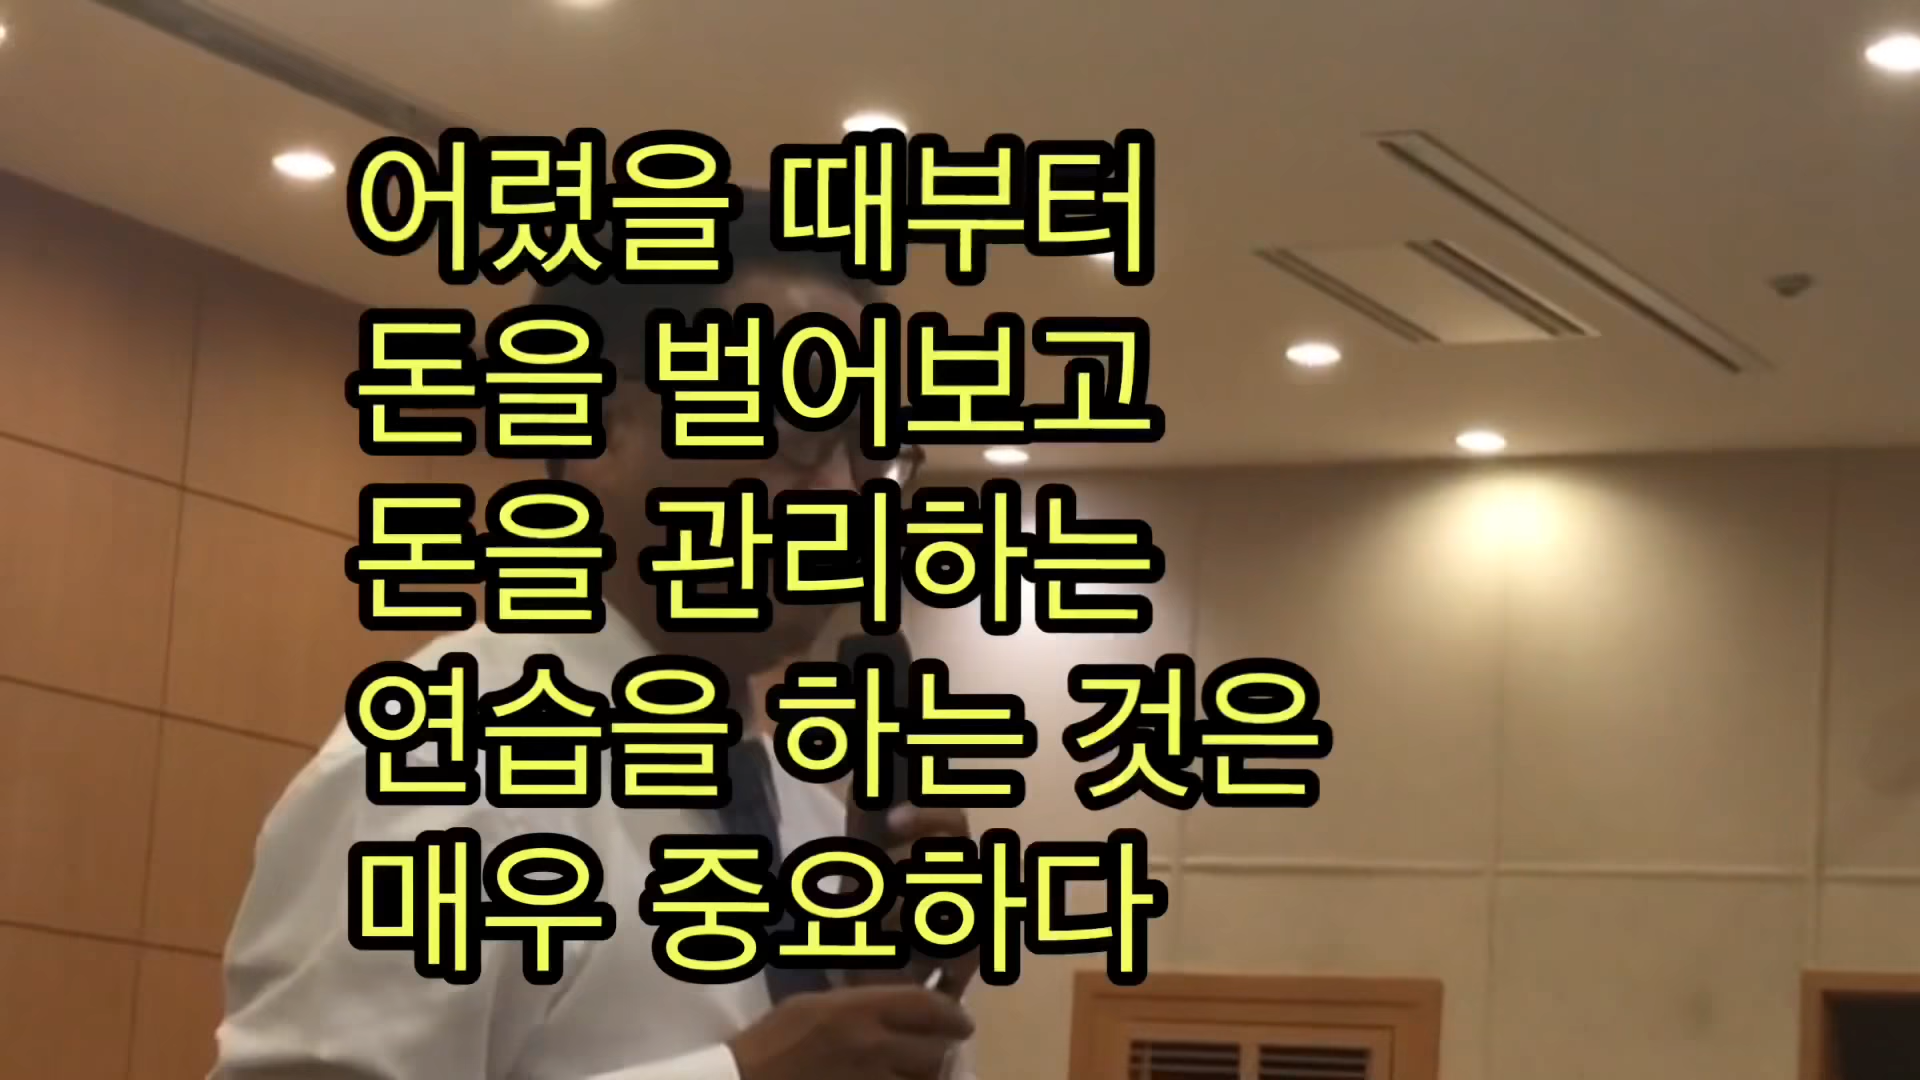 어렸을 때부터
돈을 벌어보고
돈을 관리하는
연습을 하는 것은
매우 중요하다